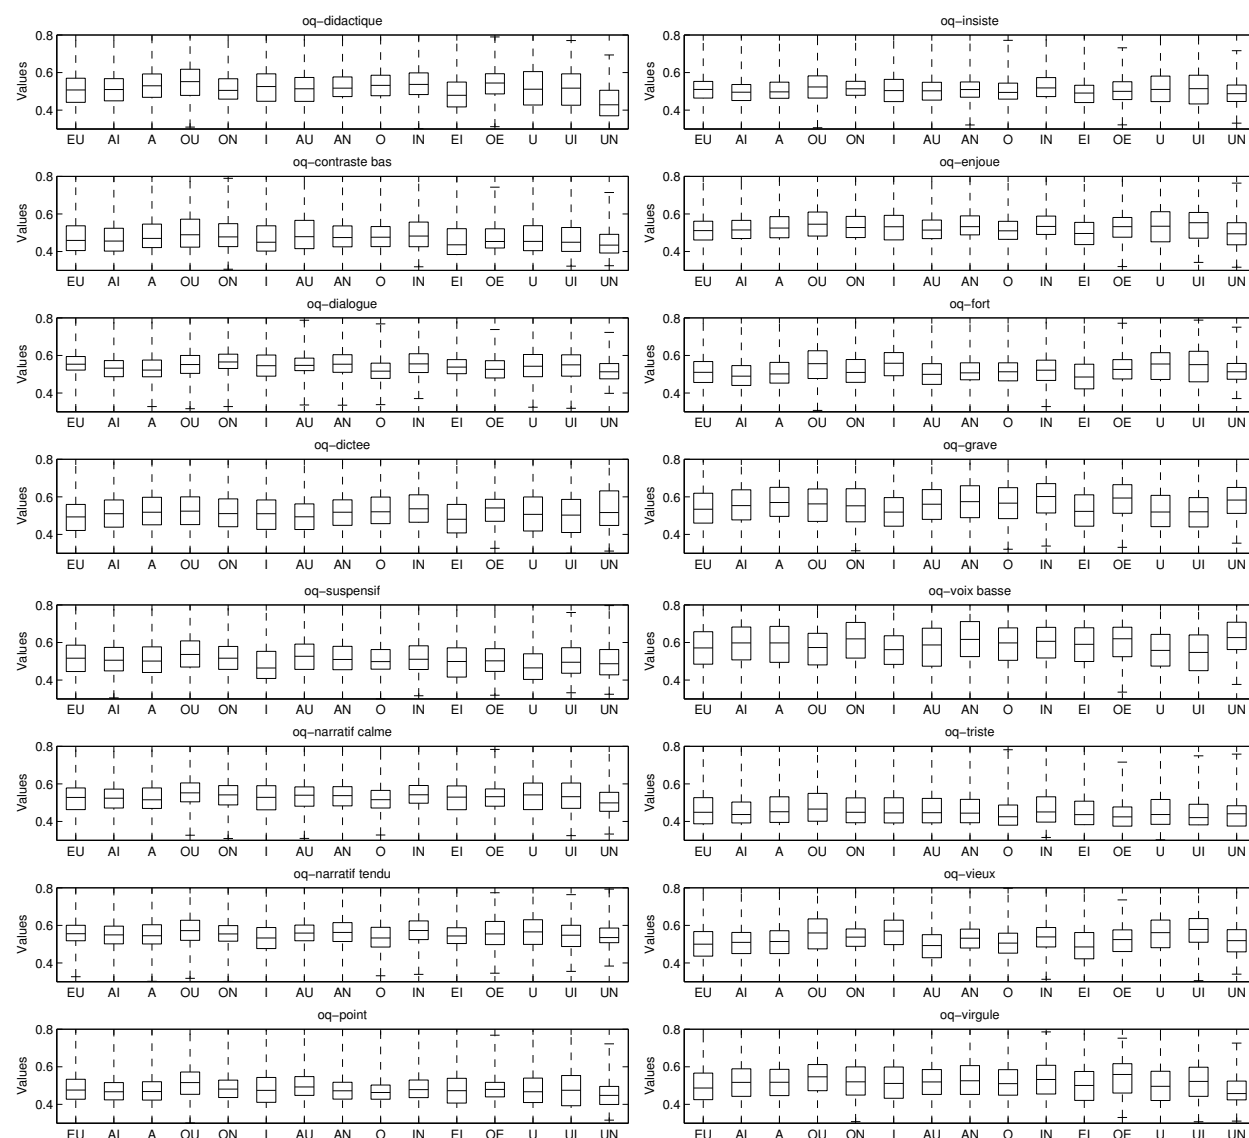 oq−didactique
0.8
0.6
0.4
Values
EU AI A OU ON I AU AN O IN EI OE U UI UN
oq−insiste
0.8
0.6
0.4
Values
EU AI A OU ON I AU AN O IN EI OE U UI UN
oq−contraste bas
0.8
0.6
0.4
Values
EU AI A OU ON I AU AN O IN EI OE U UI UN
oq−enjoue
0.8
0.6
0.4
Values
EU AI A OU ON I AU AN O IN EI OE U UI UN
oq−dialogue
0.8
0.6
0.4
Values
EU AI A OU ON I AU AN O IN EI OE U UI UN
oq−fort
0.8
0.6
0.4
Values
EU AI A OU ON I AU AN O IN EI OE U UI UN
oq−dictee
0.8
0.6
0.4
Values
EU AI A OU ON I AU AN O IN EI OE U UI UN
oq−grave
0.8
0.6
0.4
Values
EU AI A OU ON I AU AN O IN EI OE U UI UN
oq−suspensif
0.8
0.6
0.4
Values
EU AI A OU ON I AU AN O IN EI OE U UI UN
oq−voix basse
0.8
0.6
0.4
Values
EU AI A OU ON I AU AN O IN EI OE U UI UN
oq−narratif calme
0.8
0.6
0.4
Values
EU AI A OU ON I AU AN O IN EI OE U UI UN
oq−triste
0.8
0.6
0.4
Values
EU AI A OU ON I AU AN O IN EI OE U UI UN
oq−narratif tendu
0.8
0.6
0.4
Values
EU AI A OU ON I AU AN O IN EI OE U UI UN
oq−vieux
0.8
0.6
0.4
Values
EU AI A OU ON I AU AN O IN EI OE U UI UN
oq−point
0.8
0.6
0.4
Values
EU AI A OU ON I AU AN O IN EI OE U UI UN
oq−virgule
0.8
0.6
0.4
Values
EU AI A OU ON I AU AN O IN EI OE U UI UN